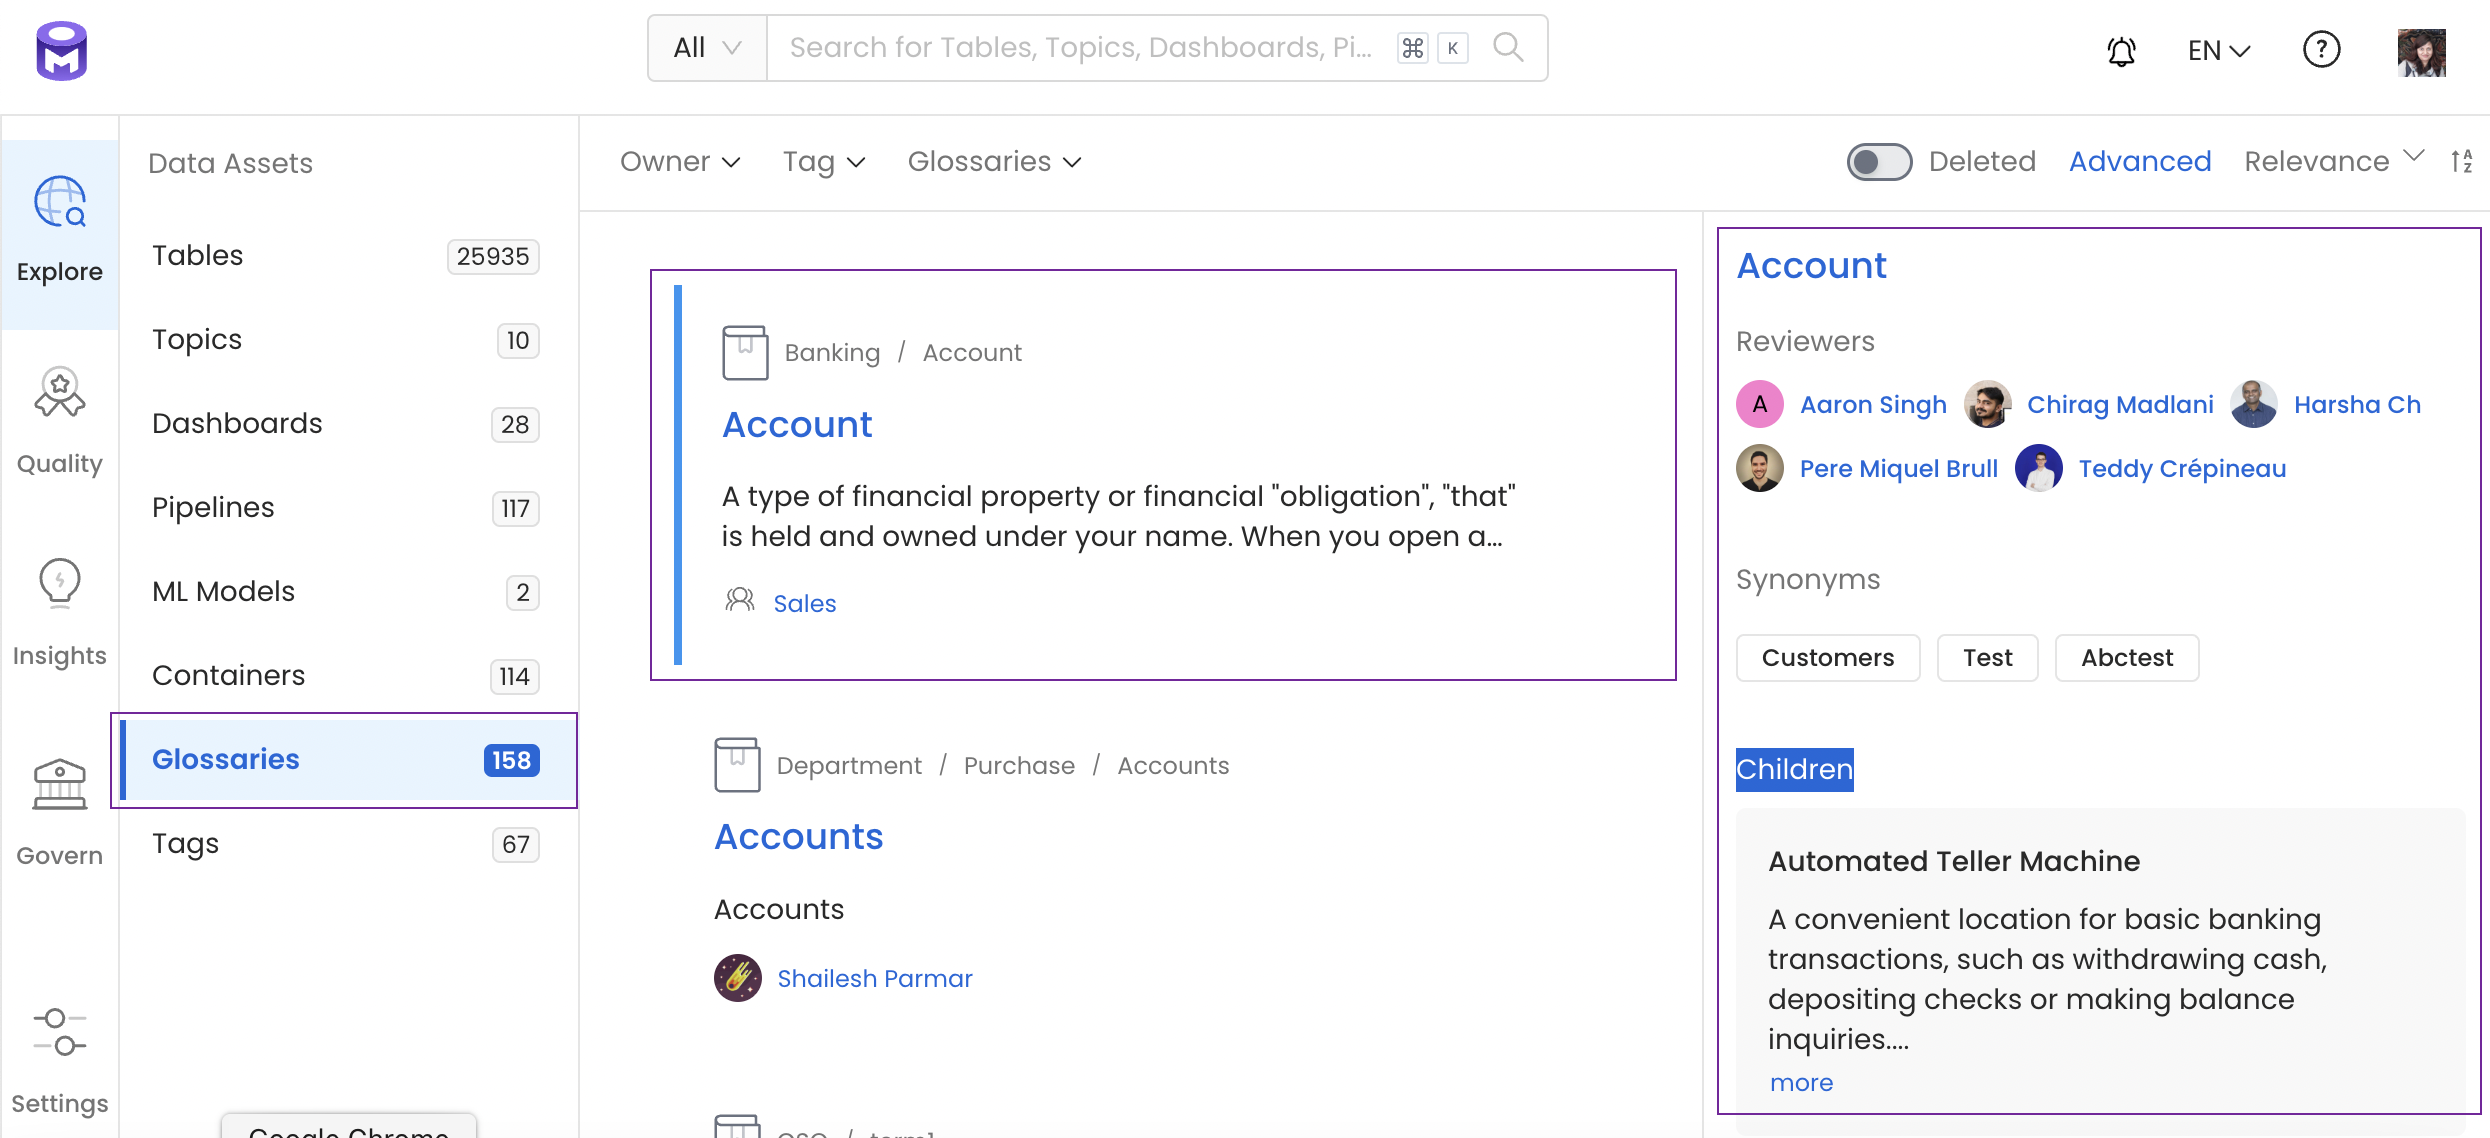 All
Search for Tables, Topics, Dashboards, Pi...
⌘ K
EN
?
Explore
Quality
Insights
Govern
Settings
Data Assets
Tables 25935
Topics 10
Dashboards 28
Pipelines 117
ML Models 2
Containers 114
Glossaries 158
Tags 67
Google Chrome
Owner Tag Glossaries
Deleted Advanced Relevance
Banking / Account
Account
A type of financial property or financial "obligation", "that"
is held and owned under your name. When you open a...
Sales
Department / Purchase / Accounts
Accounts
Accounts
Shailesh Parmar
/ term1
Account
Reviewers
A Aaron Singh Chirag Madlani Harsha Ch
Pere Miquel Brull Teddy Crépineau
Synonyms
Customers Test Abctest
Children
Automated Teller Machine
A convenient location for basic banking
transactions, such as withdrawing cash,
depositing checks or making balance
inquiries....
more